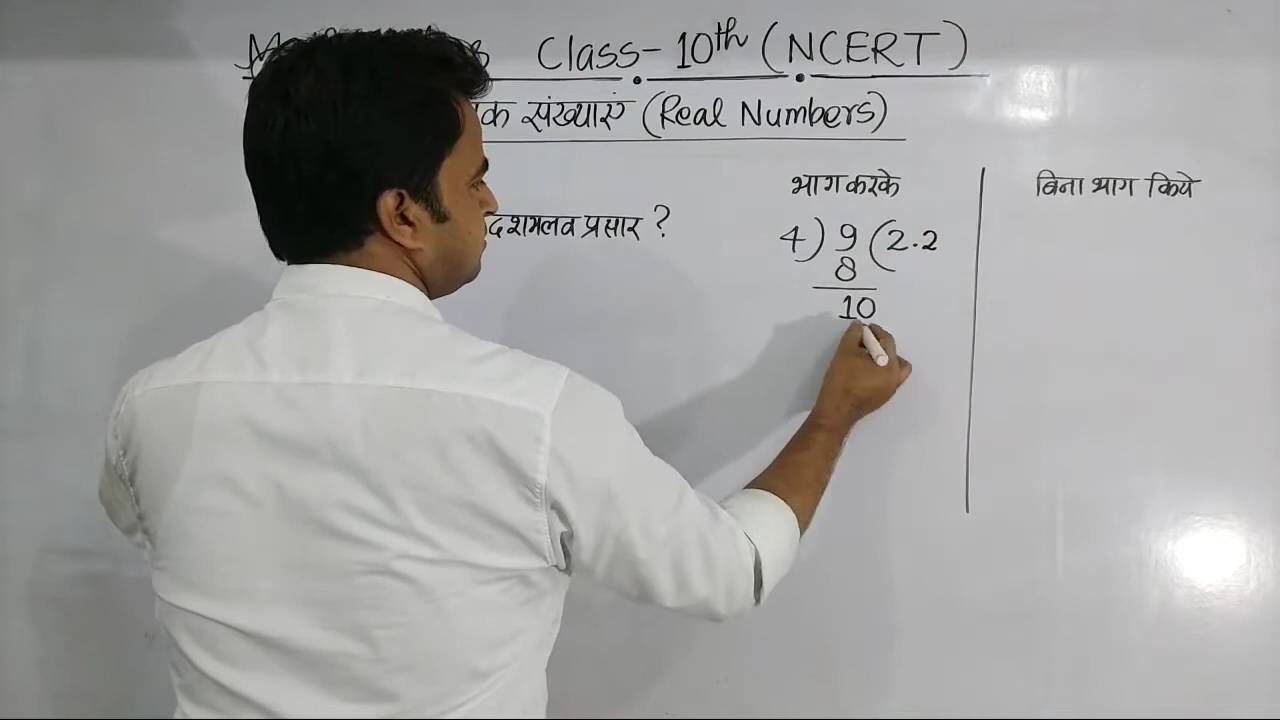 Class - 10th (NCERT)
संख्याएं (Real Numbers)
भाग करके
बिना भाग किये
दशमलव प्रसार ?
4) 9 (2.2
8
10